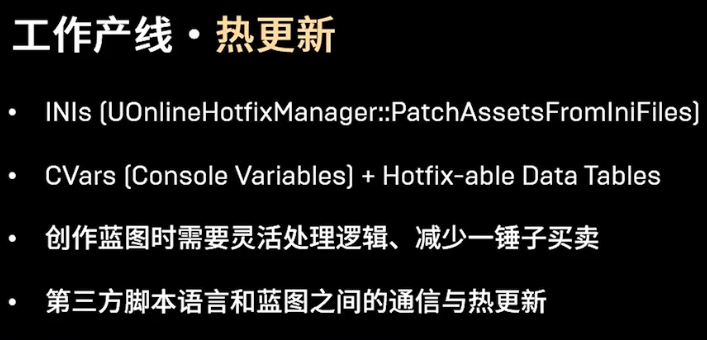 工作产线·热更新
• INIs (UOnlineHotfixManager::PatchAssetsFromIniFiles)
• CVars (Console Variables) + Hotfix-able Data Tables
• 创作蓝图时需要灵活处理逻辑、减少一锤子买卖
• 第三方脚本语言和蓝图之间的通信与热更新